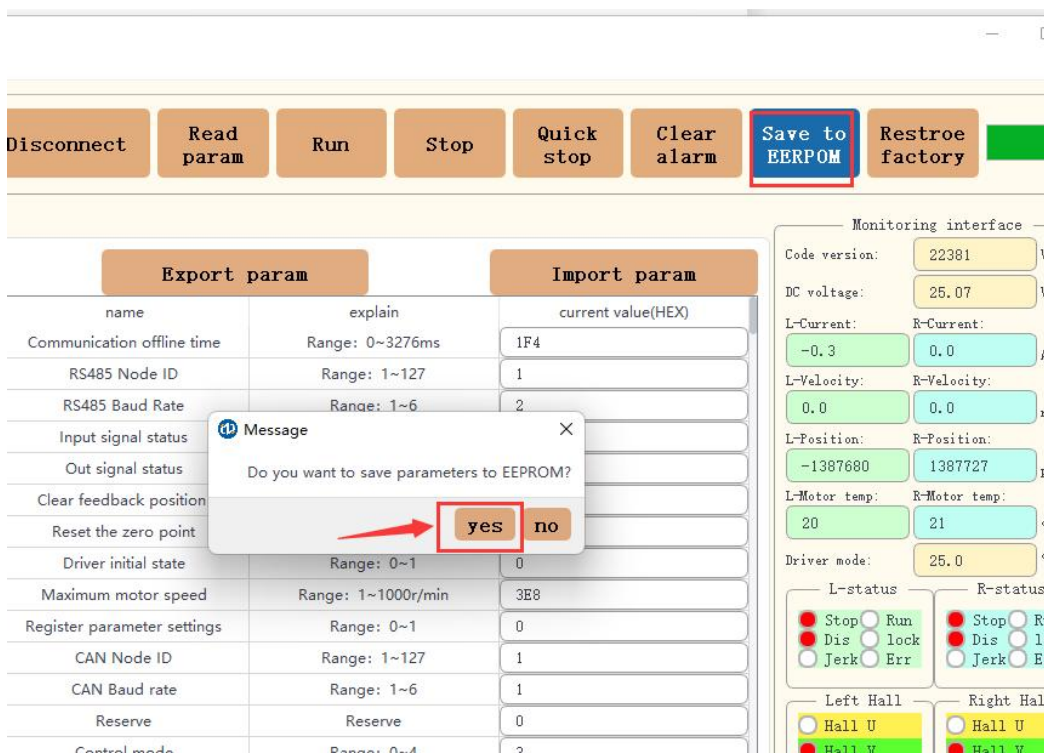 Disconnect
Read param
Run
Stop
Quick stop
Clear alarm
Save to EERPOM
Restroe factory
Export param
Import param
name explain current value(HEX)
Communication offline time Range: 0~3276ms 1F4
RS485 Node ID Range: 1~127 1
RS485 Baud Rate Range: 1~6 2
Input signal status
Out signal status
Clear feedback position
Reset the zero point
Driver initial state Range: 0~1 0
Maximum motor speed Range: 1~1000r/min 3E8
Register parameter settings Range: 0~1 0
CAN Node ID Range: 1~127 1
CAN Baud rate Range: 1~6 1
Reserve Reserve 0
Control mode Range: 0~4 3
Message
Do you want to save parameters to EEPROM?
yes no
Monitoring interface
Code version: 22381
DC voltage: 25.07
L-Current: R-Current:
-0.3 0.0
L-Velocity: R-Velocity:
0.0 0.0
L-Position: R-Position:
-1387680 1387727
L-Motor temp: R-Motor temp:
20 21
Driver mode: 25.0
L-status R-status
Stop Run Stop
Dis lock Dis
Jerk Err Jerk
Left Hall Right Hal
Hall U Hall U
Hall V Hall V